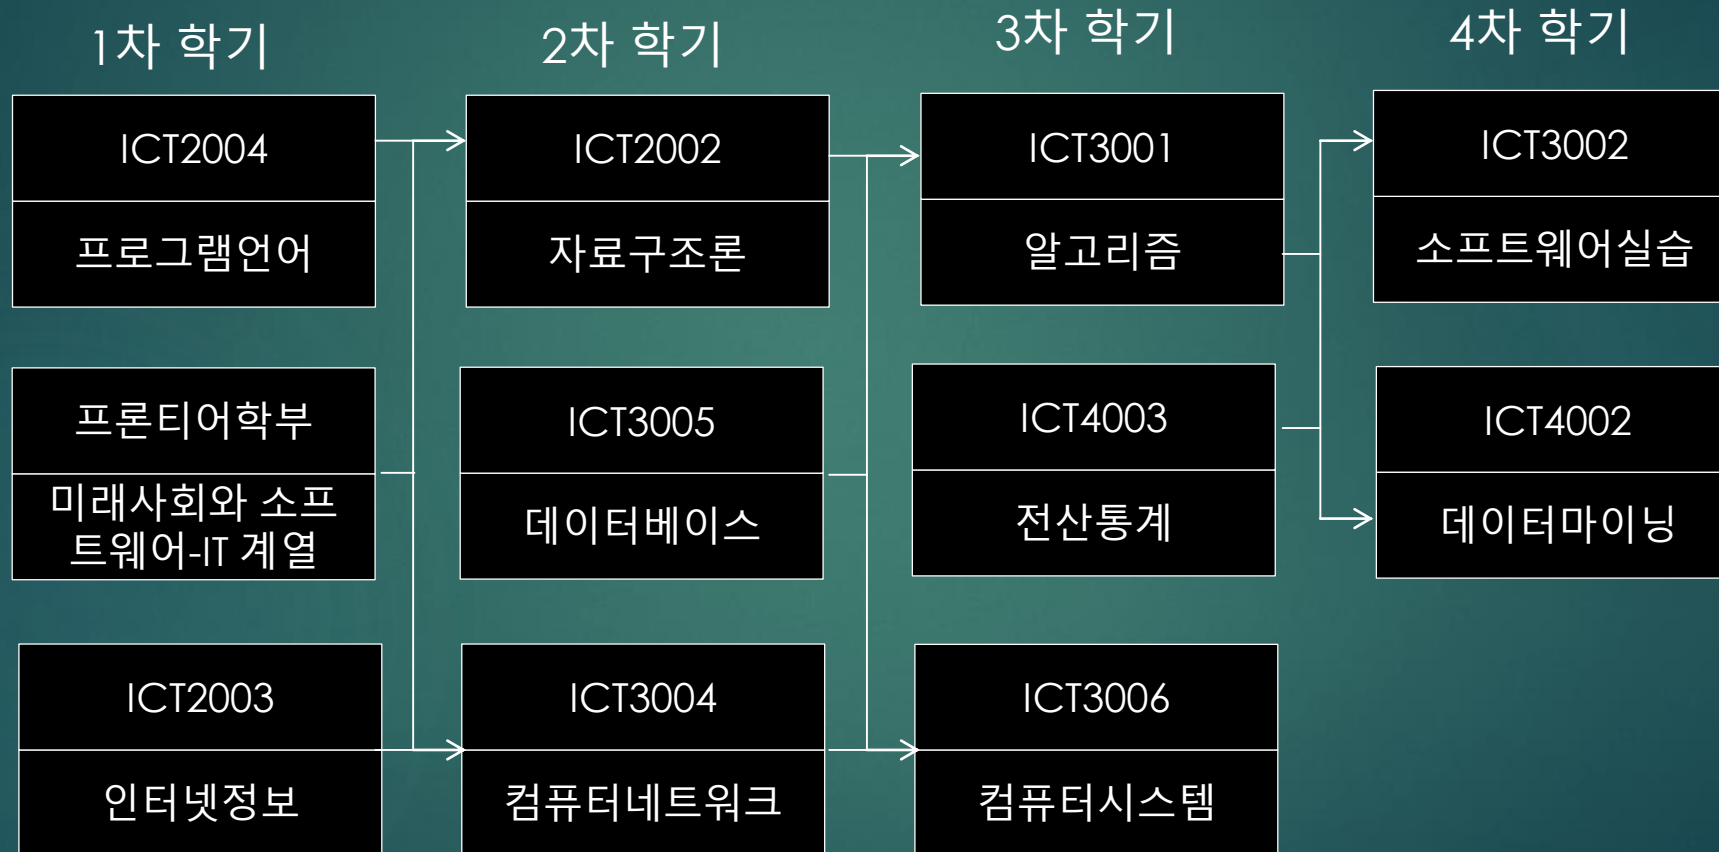 1차 학기
2차 학기
3차 학기
4차 학기
ICT2004
프로그램언어
ICT2002
자료구조론
ICT3001
알고리즘
ICT3002
소프트웨어실습
프론티어학부
미래사회와 소프
트웨어-IT 계열
ICT3005
데이터베이스
ICT4003
전산통계
ICT4002
데이터마이닝
ICT2003
인터넷정보
ICT3004
컴퓨터네트워크
ICT3006
컴퓨터시스템